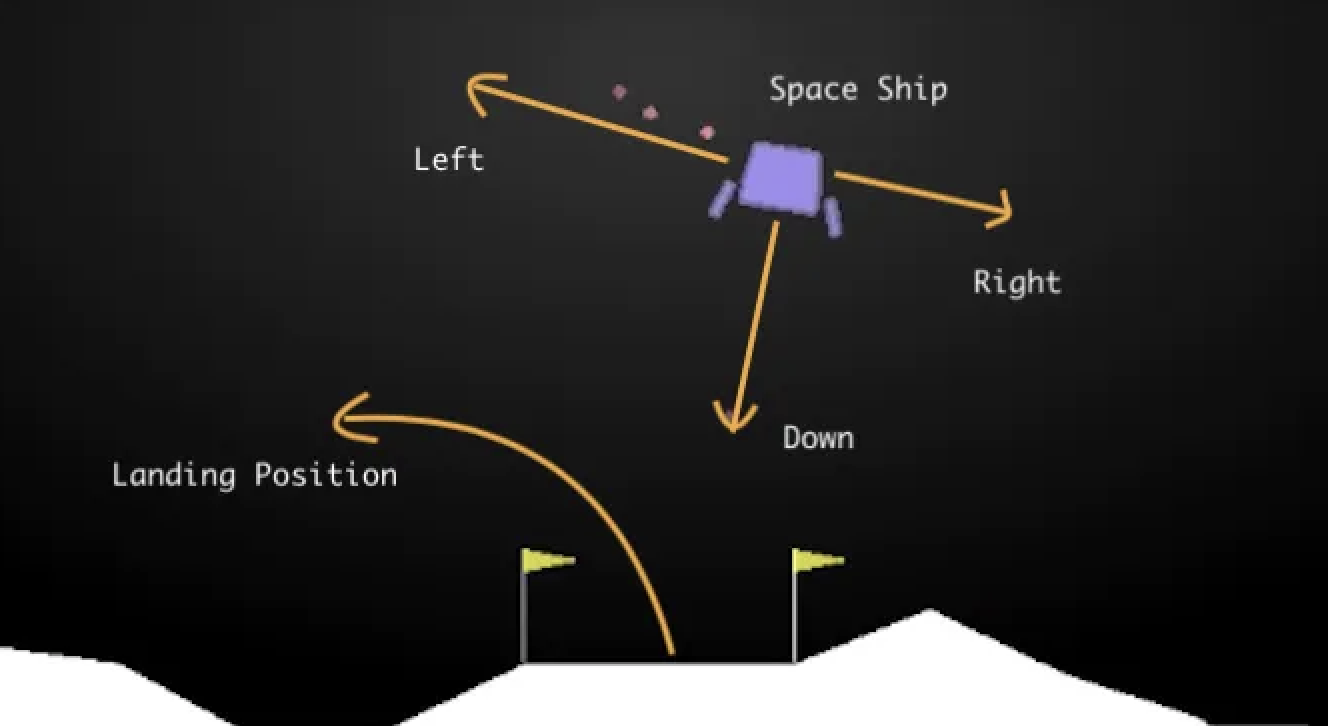 Space Ship
Left
Right
Down
Landing Position